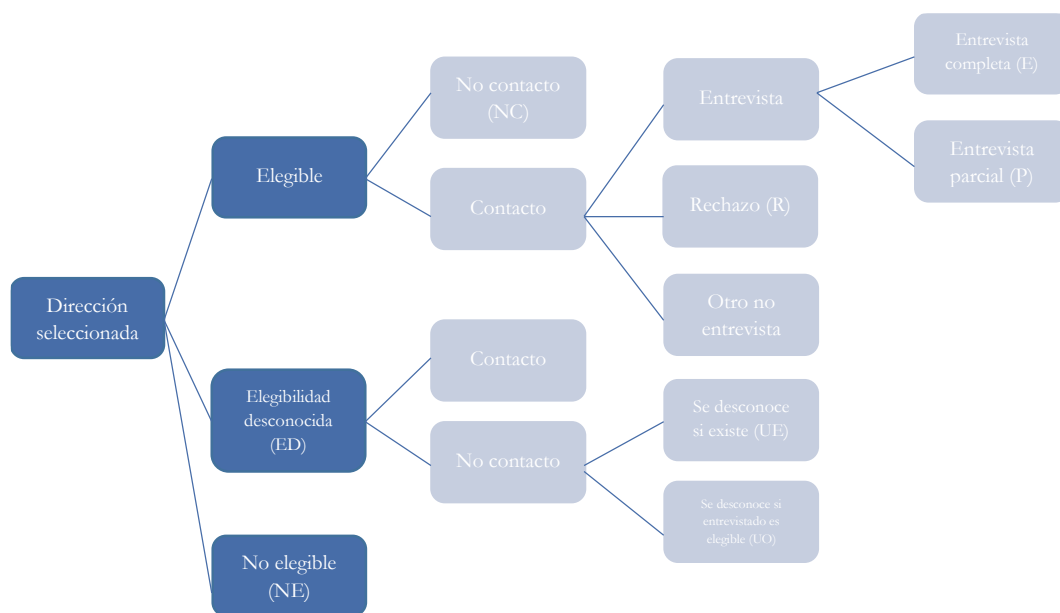 Dirección
seleccionada
Elegible
No contacto
(NC)
Contacto
Entrevista
Entrevista
completa (E)
Entrevista
parcial (P)
Rechazo (R)
Otro no
entrevista
Elegibilidad
desconocida
(ED)
Contacto
No contacto
Se desconoce
si existe (UE)
Se desconoce si
entrevistado es
elegible (UO)
No elegible
(NE)